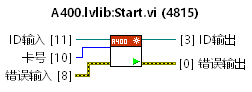 A400.lvlib:Start.vi (4815)
ID输入 [11] A400 [3] ID输出
卡号 [10]
错误输入 [8] [0] 错误输出